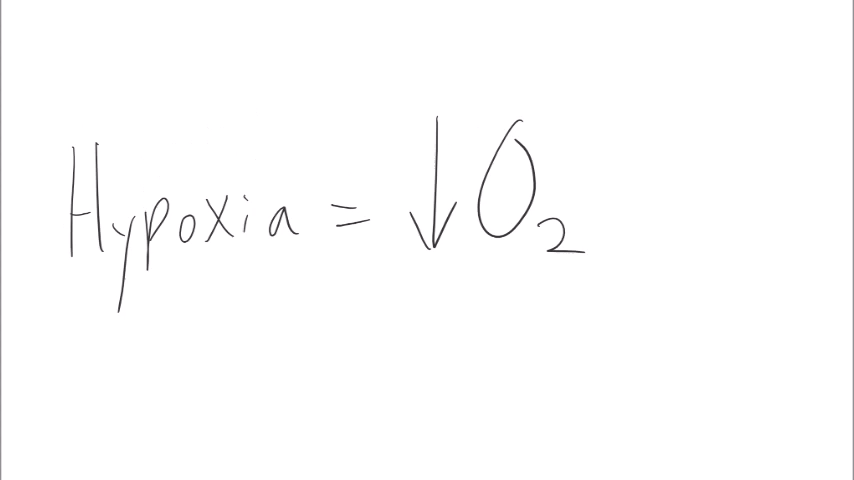 Hypoxia = ↓ O₂